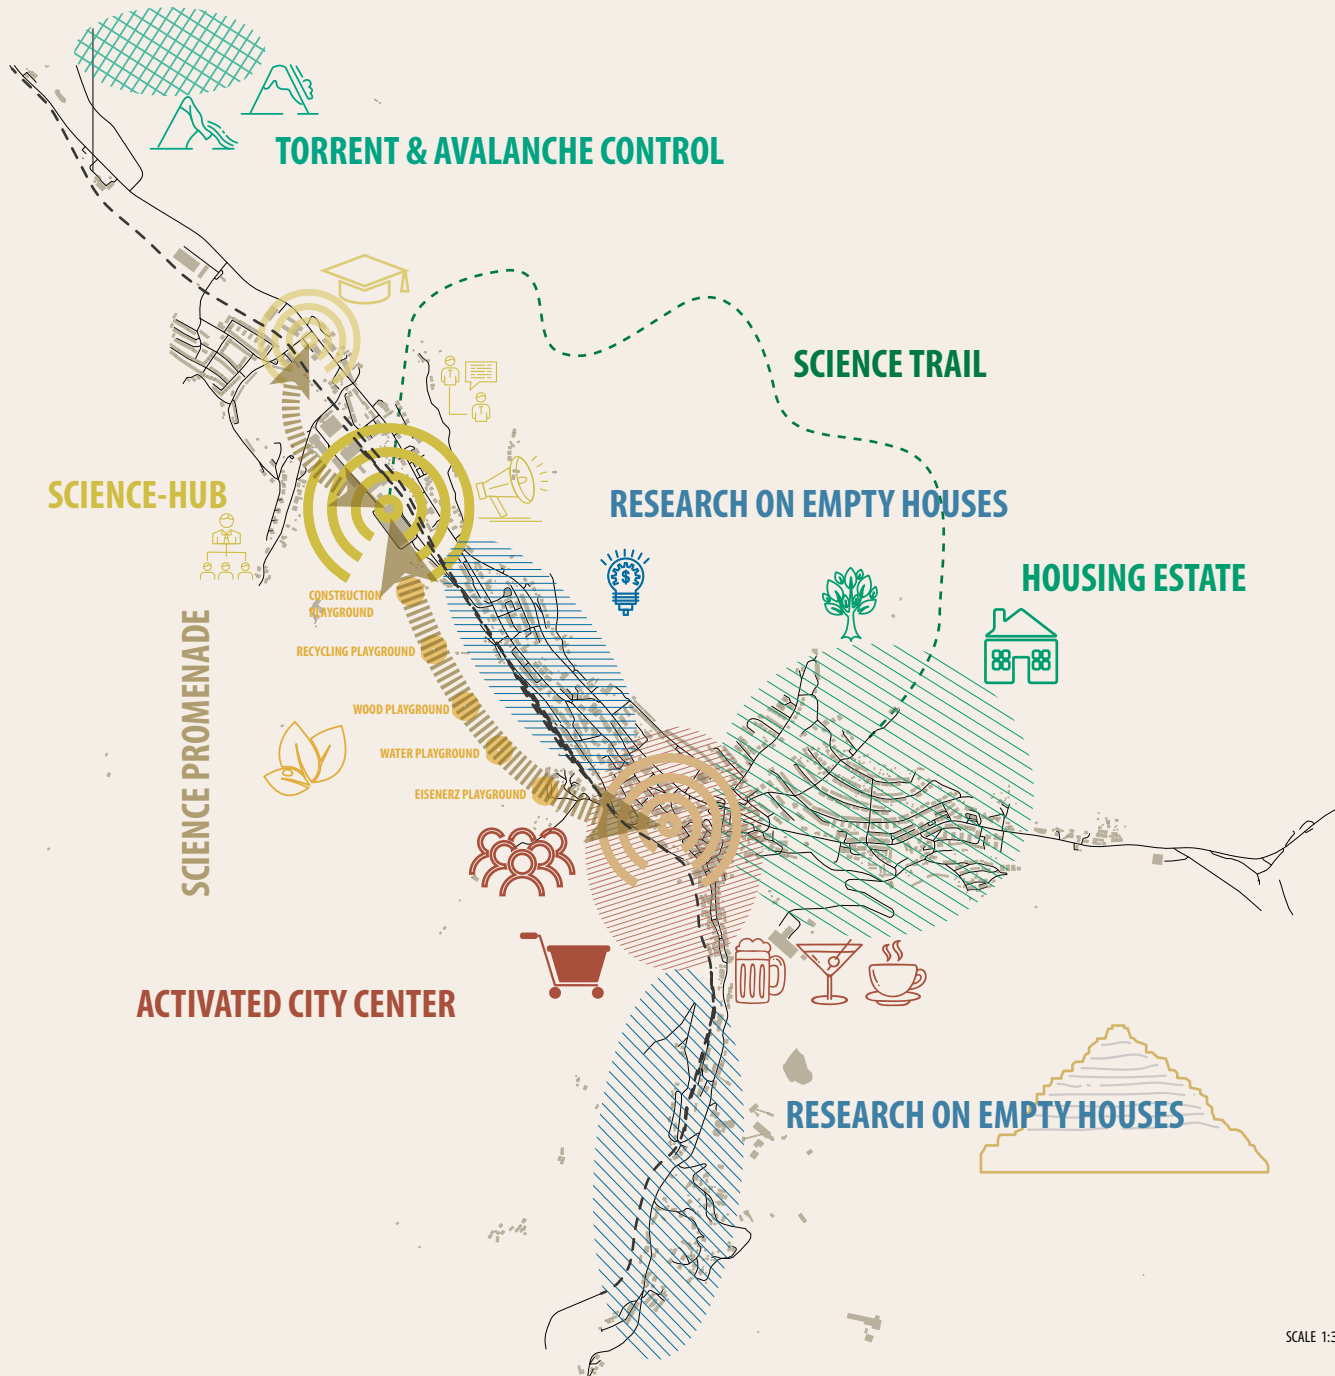 TORRENT & AVALANCHE CONTROL
SCIENCE TRAIL
SCIENCE-HUB
RESEARCH ON EMPTY HOUSES
HOUSING ESTATE
CONSTRUCTION
PLAYGROUND
RECYCLING PLAYGROUND
WOOD PLAYGROUND
WATER PLAYGROUND
EISENERZ PLAYGROUND
SCIENCE PROMENADE
ACTIVATED CITY CENTER
RESEARCH ON EMPTY HOUSES
SCALE 1:3